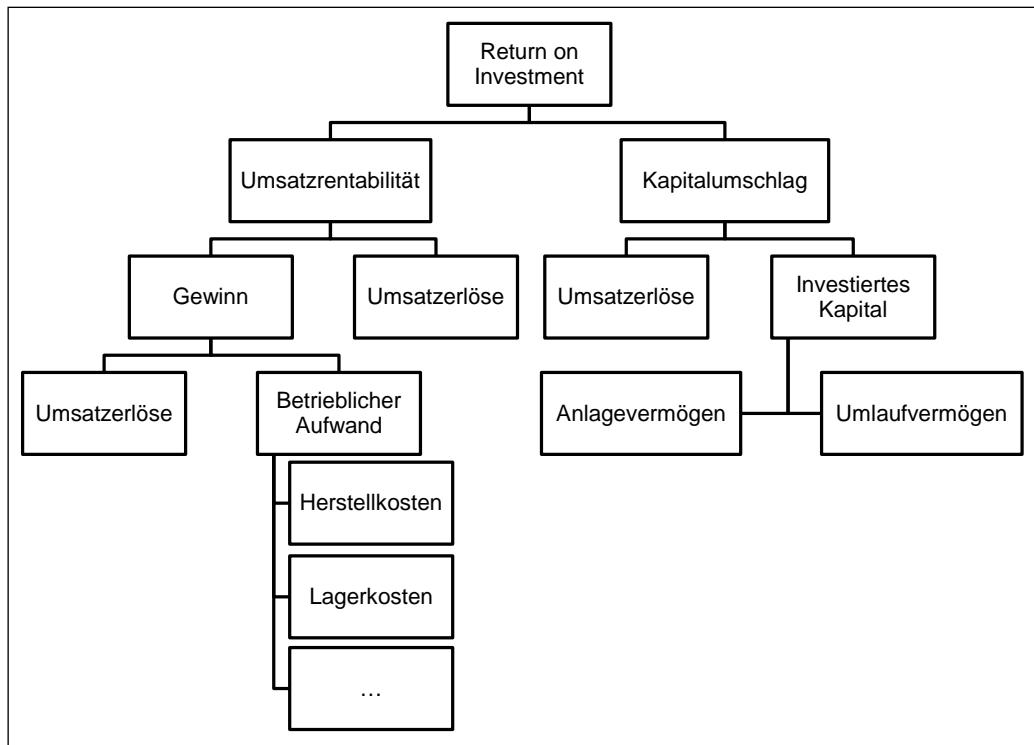 Return on
Investment
Umsatzrentabilität
Kapitalumschlag
Gewinn
Umsatzerlöse
Umsatzerlöse
Investiertes
Kapital
Umsatzerlöse
Betrieblicher
Aufwand
Anlagevermögen
Umlaufvermögen
Herstellkosten
Lagerkosten
…